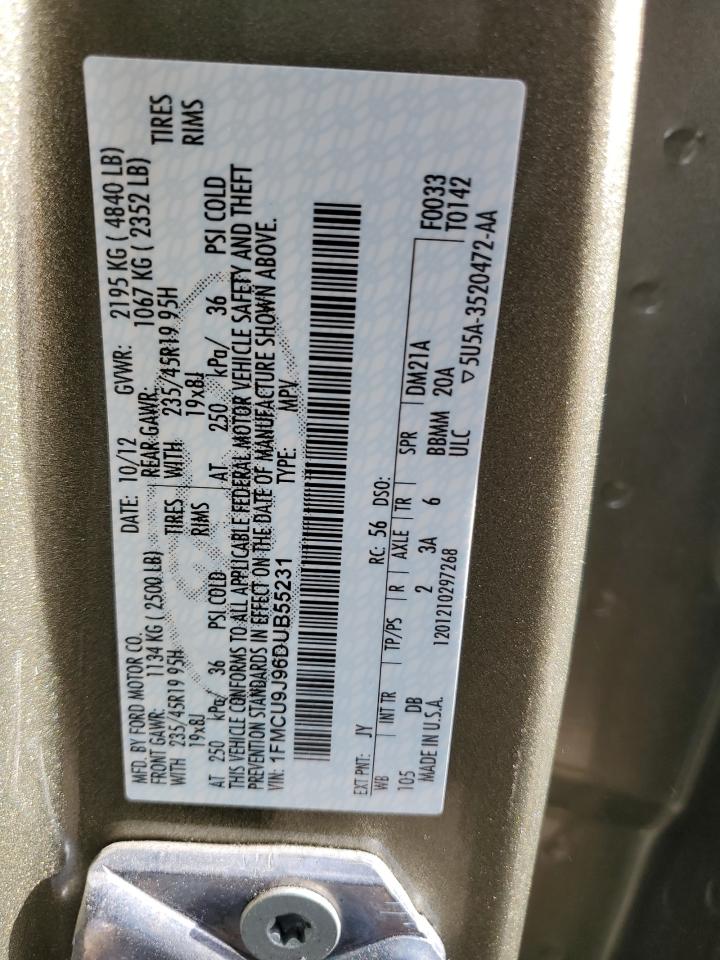 MFD. BY FORD MOTOR CO.
DATE: 10/12 GVWR: 2195 KG ( 4840 LB)
FRONT GAWR: 1134 KG ( 2500 LB) REAR GAWR: 1067 KG ( 2352 LB)
WITH 235/45R19 95H TIRES WITH 235/45R19 95H TIRES
19x8J RIMS 19x8J RIMS
AT 250 kPa/ 36 PSI COLD AT 250 kPa/ 36 PSI COLD
THIS VEHICLE CONFORMS TO ALL APPLICABLE FEDERAL MOTOR VEHICLE SAFETY AND THEFT
PREVENTION STANDARDS IN EFFECT ON THE DATE OF MANUFACTURE SHOWN ABOVE.
VIN: 1FMCU9J96DUB55231 TYPE: MPV
EXT PNT: JY RC: 56 DSO:
WB INT TR TP/PS R AXLE TR SPR DM21A F0033
105 DB 2 3A 6 BBMM 20A T0142
MADE IN U.S.A. 1201210297268 ULC ▽5U5A-3520472-AA